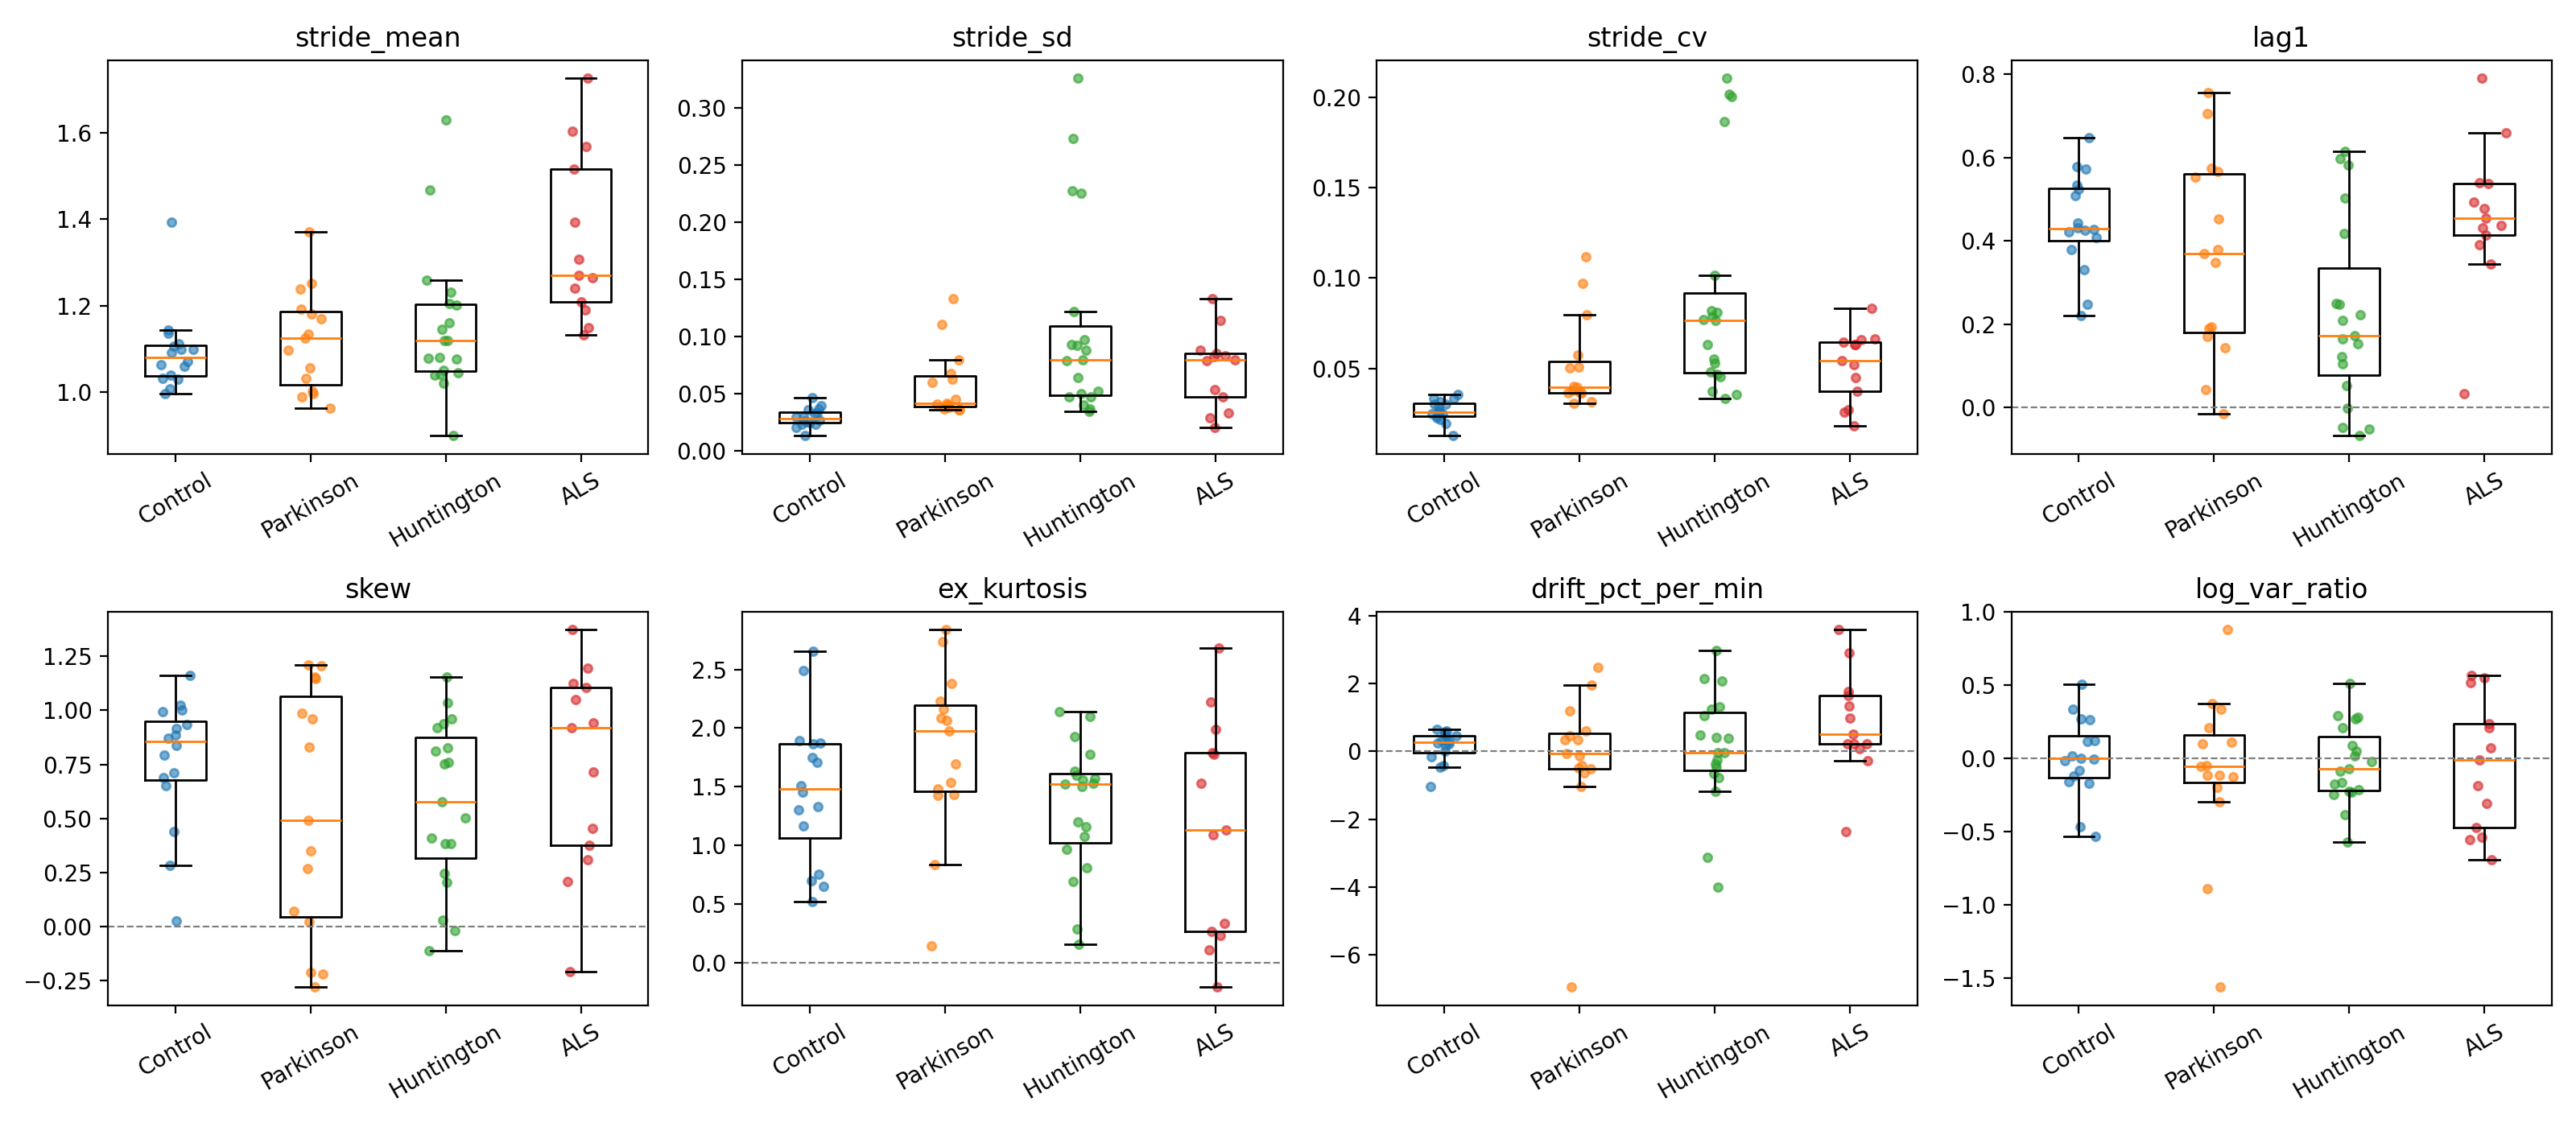 stride_mean
1.6
1.4
1.2
1.0
Control
Parkinson
Huntington
ALS
stride_sd
0.30
0.25
0.20
0.15
0.10
0.05
0.00
Control
Parkinson
Huntington
ALS
stride_cv
0.20
0.15
0.10
0.05
Control
Parkinson
Huntington
ALS
lag1
0.8
0.6
0.4
0.2
0.0
Control
Parkinson
Huntington
ALS
skew
1.25
1.00
0.75
0.50
0.25
0.00
−0.25
Control
Parkinson
Huntington
ALS
ex_kurtosis
2.5
2.0
1.5
1.0
0.5
0.0
Control
Parkinson
Huntington
ALS
drift_pct_per_min
4
2
0
−2
−4
−6
Control
Parkinson
Huntington
ALS
log_var_ratio
1.0
0.5
0.0
−0.5
−1.0
−1.5
Control
Parkinson
Huntington
ALS